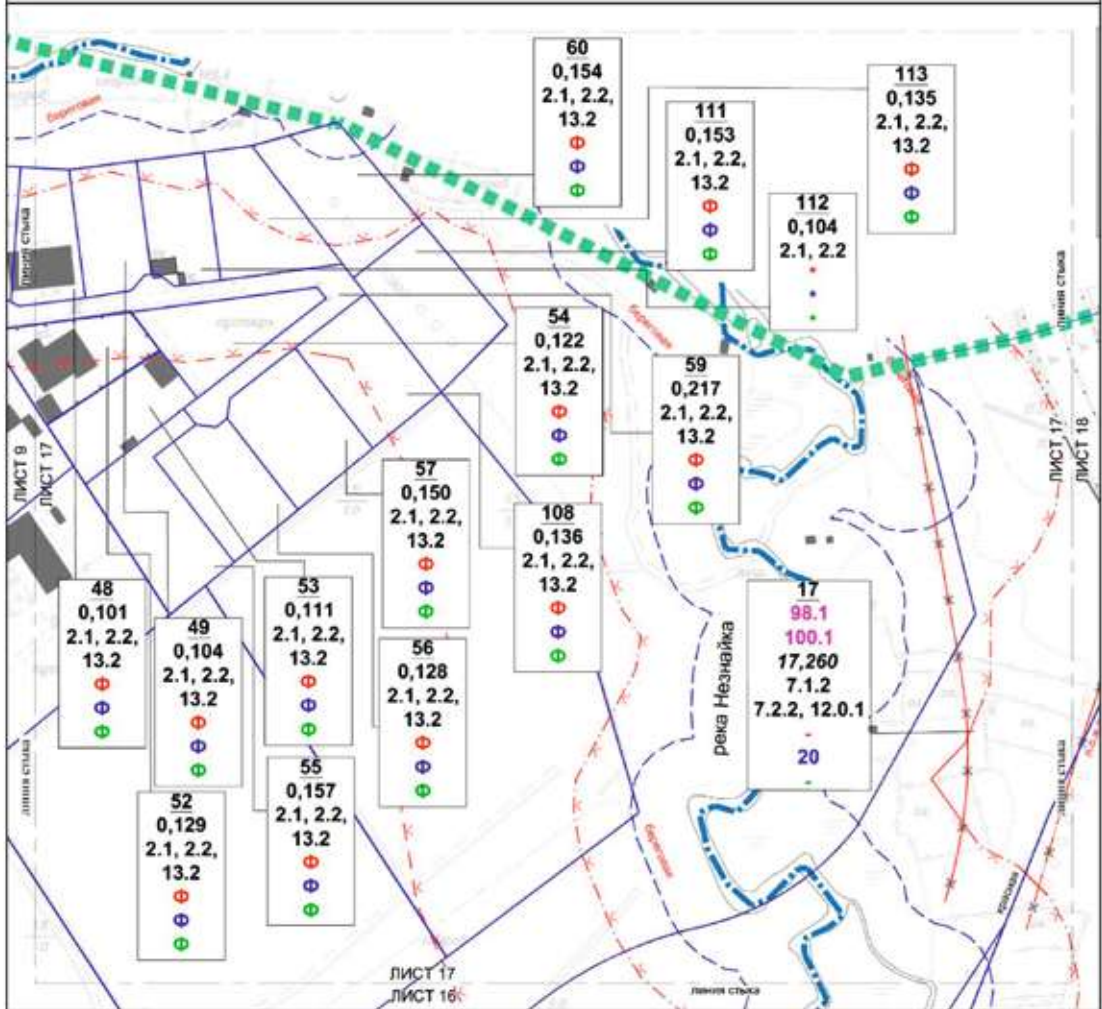 60
0,154
2.1, 2.2,
13.2
Ф
Ф
Ф
113
0,135
2.1, 2.2,
13.2
Ф
Ф
Ф
111
0,153
2.1, 2.2,
13.2
Ф
Ф
Ф
112
0,104
2.1, 2.2
береговая
линия стыка
линия стыка
54
0,122
2.1, 2.2,
13.2
Ф
Ф
Ф
береговая
59
0,217
2.1, 2.2,
13.2
Ф
Ф
Ф
ЛИСТ 9
ЛИСТ 17
ЛИСТ 17
ЛИСТ 18
57
0,150
2.1, 2.2,
13.2
Ф
Ф
Ф
108
0,136
2.1, 2.2,
13.2
Ф
Ф
Ф
48
0,101
2.1, 2.2,
13.2
Ф
Ф
Ф
49
0,104
2.1, 2.2,
13.2
Ф
Ф
Ф
53
0,111
2.1, 2.2,
13.2
Ф
Ф
Ф
56
0,128
2.1, 2.2,
13.2
Ф
Ф
Ф
река Незнайка
17
98.1
100.1
17,260
7.1.2
7.2.2, 12.0.1
-
20
-
линия стыка
линия стыка
52
0,129
2.1, 2.2,
13.2
Ф
Ф
Ф
55
0,157
2.1, 2.2,
13.2
Ф
Ф
Ф
береговая
красная
ЛИСТ 17
ЛИСТ 16
линия стыка